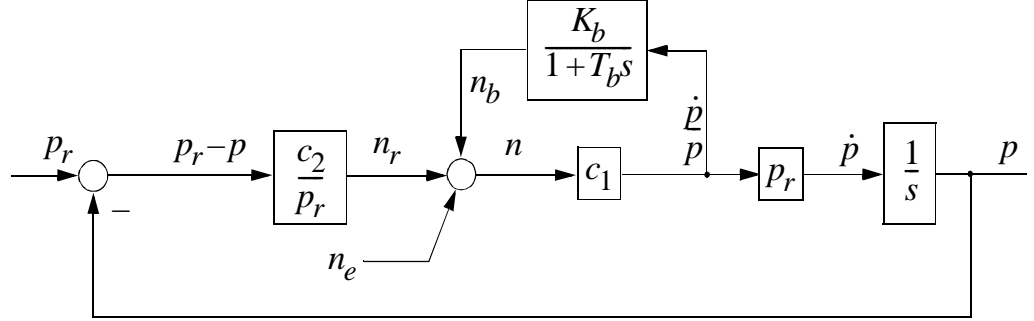 K_b
1+T_b s
n_b
ṗ
p
p_r
p_r–p
c_2
p_r
n_r
n
c_1
p_r
ṗ
1
s
p
–
n_e